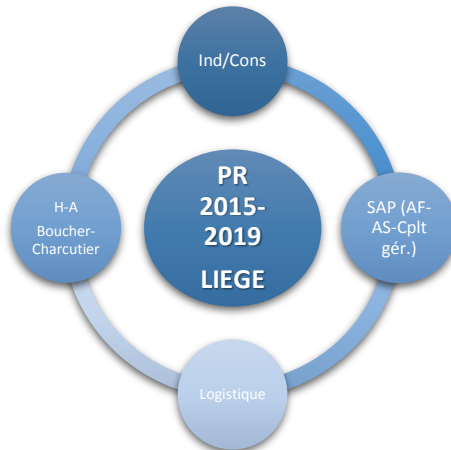 Ind/Cons
H-A
Boucher-
Charcutier
PR
2015-
2019
LIEGE
SAP (AF-
AS-Cplt
gér.)
Logistique